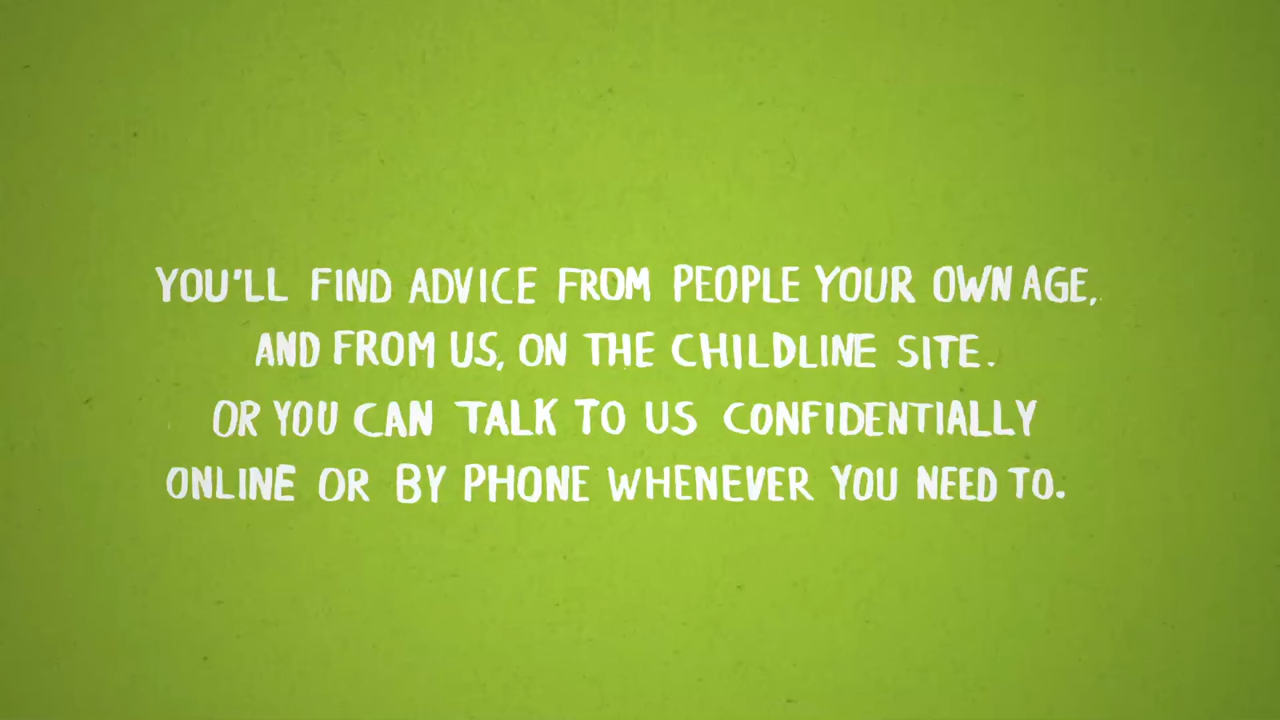 YOU'LL FIND ADVICE FROM PEOPLE YOUR OWN AGE,
AND FROM US, ON THE CHILDLINE SITE.
OR YOU CAN TALK TO US CONFIDENTIALLY
ONLINE OR BY PHONE WHENEVER YOU NEED TO.